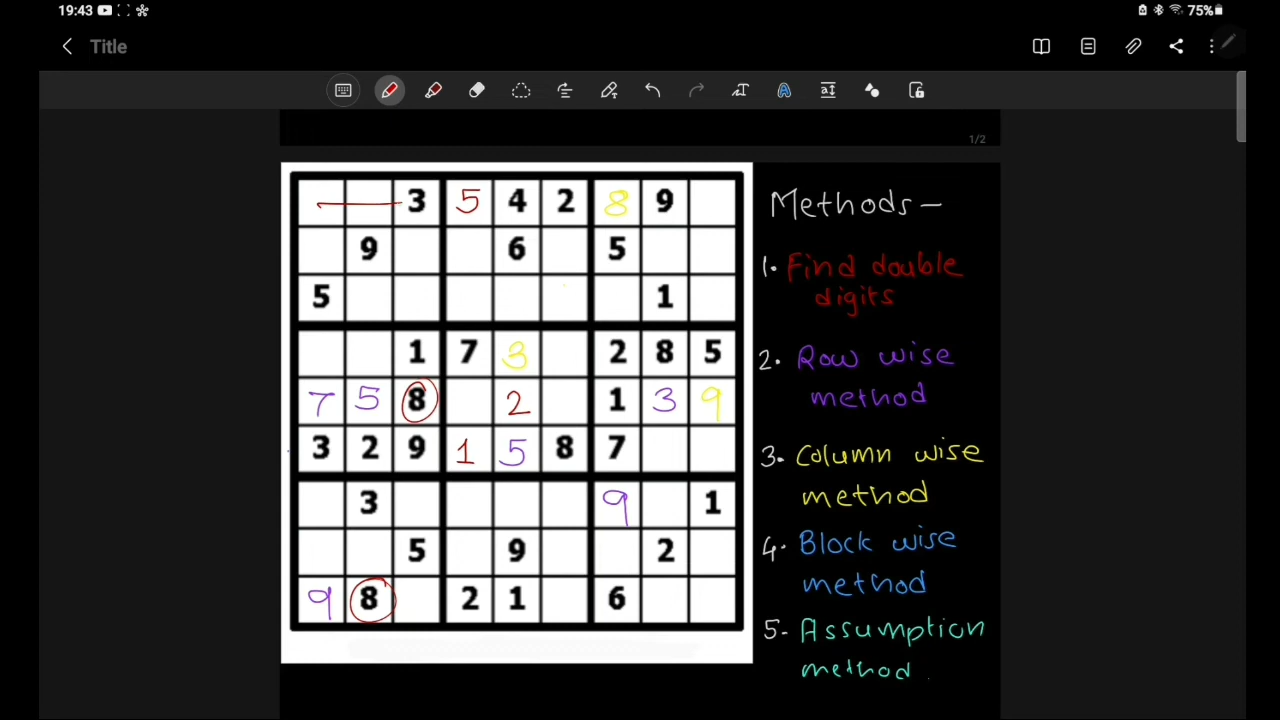 19:43 75%
Title
1/2
3 5 4 2 8 9
9 6 5
5 1
1 7 3 2 8 5
7 5 8 2 1 3 9
3 2 9 1 5 8 7
3 9 1
5 9 2
9 8 2 1 6
Methods —
1. Find double
digits
2. Row wise
method
3. Column wise
method
4. Block wise
method
5- Assumption
method.